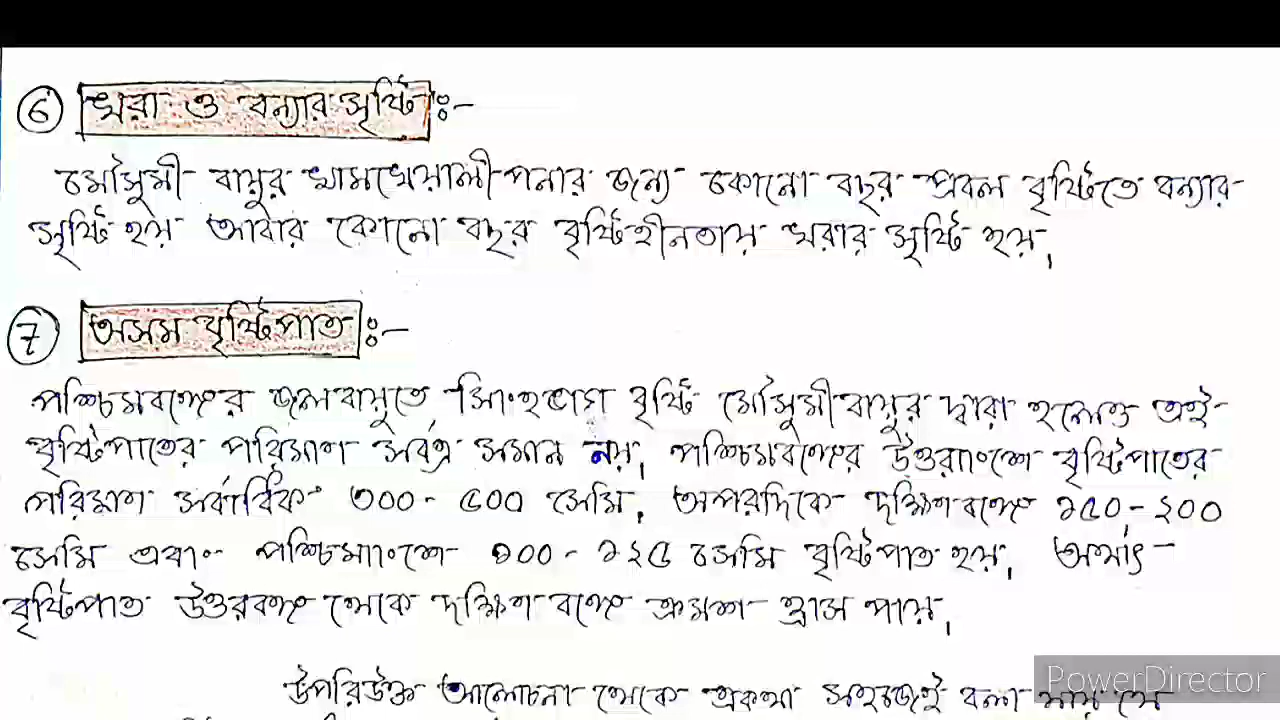 6 খরা ও বন্যার সৃষ্টি :-
মৌসুমী বায়ুর খামখেয়ালী পনার জন্য কোনো বছর প্রবল বৃষ্টিতে বন্যার
সৃষ্টি হয় আবার কোনো বছর বৃষ্টিহীনতায় খরার সৃষ্টি হয়।
7 অসম বৃষ্টিপাত :-
পশ্চিমবঙ্গের জলবায়ুতে সিংহভাগ বৃষ্টি মৌসুমী বায়ুর দ্বারা হলেও এই
বৃষ্টিপাতের পরিমাণ সর্বত্র সমান নয়। পশ্চিমবঙ্গের উত্তরাংশে বৃষ্টিপাতের
পরিমাণ সর্বাধিক ৩০০ - ৫০০ সেমি। অপরদিকে দক্ষিণবঙ্গে ১৫০ - ২০০
সেমি এবং পশ্চিমাংশে ১০০ - ১২৫ সেমি বৃষ্টিপাত হয়। অর্থাৎ
বৃষ্টিপাত উত্তরবঙ্গ থেকে দক্ষিণ বঙ্গে ক্রমশ হ্রাস পায়।
উপরিউক্ত আলোচনা থেকে একথা সহজেই বলা যায় যে
PowerDirector